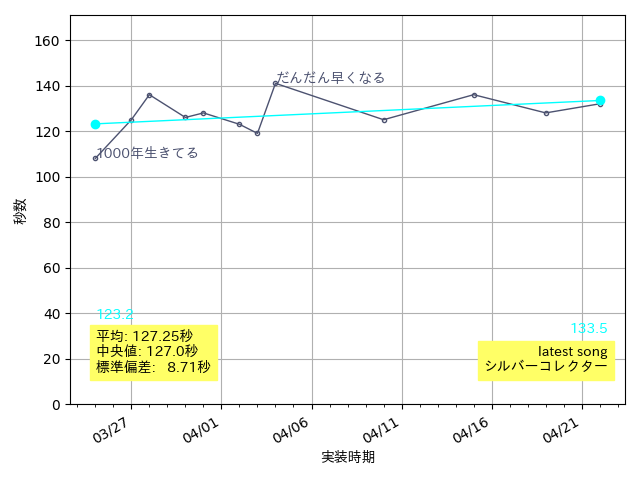 160
140
120
100
80
60
40
20
0
秒数
だんだん早くなる
1000年生きてる
123.2
133.5
平均: 127.25秒
中央値: 127.0秒
標準偏差: 8.71秒
latest song
シルバーコレクター
03/27
04/01
04/06
04/11
04/16
04/21
実装時期